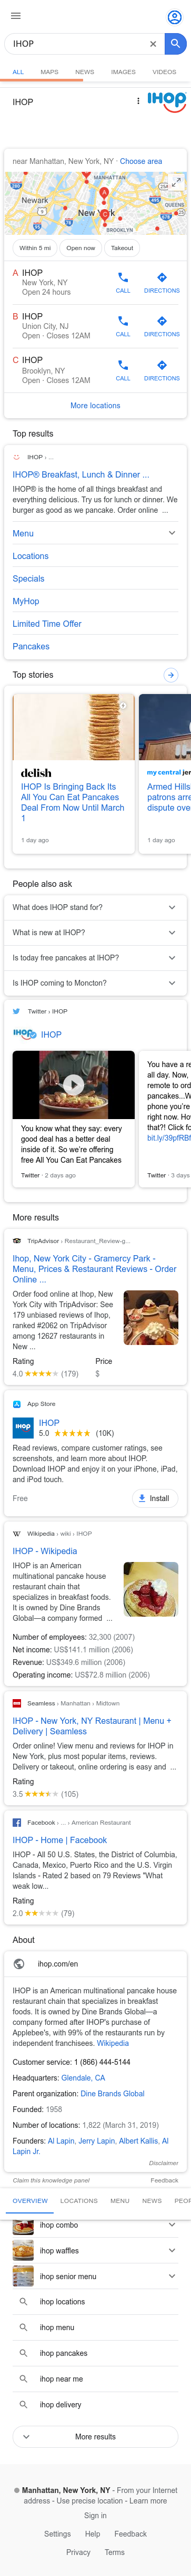 IHOP
ALL MAPS NEWS IMAGES VIDEOS
IHOP
IHOP
near Manhattan, New York, NY · Choose area
MANHATTAN
Newark
New York
QUEENS
BROOKLYN
Within 5 mi Open now Takeout
A IHOP
New York, NY
Open 24 hours
CALL DIRECTIONS
B IHOP
Union City, NJ
Open · Closes 12AM
CALL DIRECTIONS
C IHOP
Brooklyn, NY
Open · Closes 12AM
CALL DIRECTIONS
More locations
Top results
IHOP › ...
IHOP® Breakfast, Lunch & Dinner ...
IHOP® is the home of all things breakfast and
everything delicious. Try us for lunch or dinner. We
burger as good as we pancake. Order online ...
Menu
Locations
Specials
MyHop
Limited Time Offer
Pancakes
Top stories
delish
IHOP Is Bringing Back Its
All You Can Eat Pancakes
Deal From Now Until March
1
1 day ago
my central jer
Armed Hills
patrons arre
dispute over
1 day ago
People also ask
What does IHOP stand for?
What is new at IHOP?
Is today free pancakes at IHOP?
Is IHOP coming to Moncton?
Twitter › IHOP
IHOP
IHOP
You know what they say: every
good deal has a better deal
inside of it. So we're offering
free All You Can Eat Pancakes
Twitter · 2 days ago
You have a re
all day. Now,
remote to ord
pancakes...W
phone you're
right now. Ho
that?! Click fo
bit.ly/39pfRBf
Twitter · 3 days
More results
TripAdvisor › Restaurant_Review-g...
Ihop, New York City - Gramercy Park -
Menu, Prices & Restaurant Reviews - Order
Online ...
Order food online at Ihop, New
York City with TripAdvisor: See
179 unbiased reviews of Ihop,
ranked #2062 on TripAdvisor
among 12627 restaurants in
New ...
Rating Price
4.0 (179) $
App Store
IHOP
IHOP
5.0 (10K)
Read reviews, compare customer ratings, see
screenshots, and learn more about IHOP.
Download IHOP and enjoy it on your iPhone, iPad,
and iPod touch.
Free Install
W Wikipedia › wiki › IHOP
IHOP - Wikipedia
IHOP is an American
multinational pancake house
restaurant chain that
specializes in breakfast foods.
It is owned by Dine Brands
Global—a company formed ...
Number of employees: 32,300 (2007)
Net income: US$141.1 million (2006)
Revenue: US$349.6 million (2006)
Operating income: US$72.8 million (2006)
Seamless › Manhattan › Midtown
IHOP - New York, NY Restaurant | Menu +
Delivery | Seamless
Order online! View menu and reviews for IHOP in
New York, plus most popular items, reviews.
Delivery or takeout, online ordering is easy and ...
Rating
3.5 (105)
Facebook › ... › American Restaurant
IHOP - Home | Facebook
IHOP - All 50 U.S. States, the District of Columbia,
Canada, Mexico, Puerto Rico and the U.S. Virgin
Islands - Rated 2 based on 79 Reviews "What
weak low...
Rating
2.0 (79)
About
ihop.com/en
IHOP is an American multinational pancake house
restaurant chain that specializes in breakfast
foods. It is owned by Dine Brands Global—a
company formed after IHOP's purchase of
Applebee's, with 99% of the restaurants run by
independent franchisees. Wikipedia
Customer service: 1 (866) 444-5144
Headquarters: Glendale, CA
Parent organization: Dine Brands Global
Founded: 1958
Number of locations: 1,822 (March 31, 2019)
Founders: Al Lapin, Jerry Lapin, Albert Kallis, Al
Lapin Jr.
Disclaimer
Claim this knowledge panel Feedback
OVERVIEW LOCATIONS MENU NEWS PEOP
ihop combo
ihop waffles
ihop senior menu
ihop locations
ihop menu
ihop pancakes
ihop near me
ihop delivery
More results
Manhattan, New York, NY - From your Internet
address - Use precise location - Learn more
Sign in
Settings Help Feedback
Privacy Terms